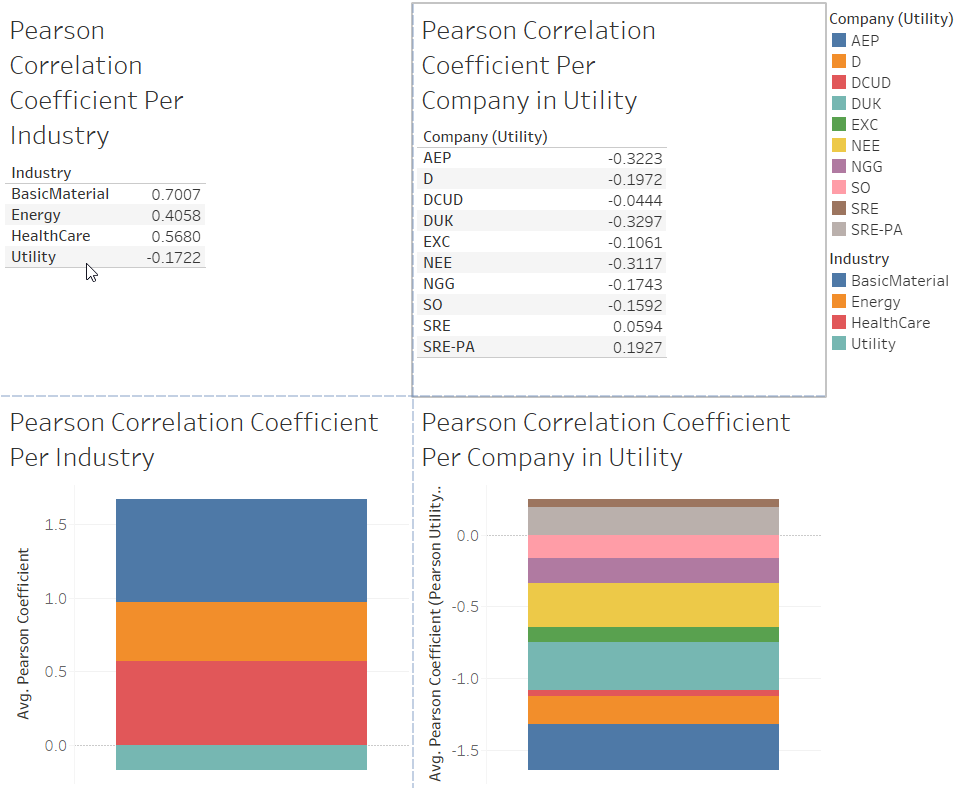 Pearson
Correlation
Coefficient Per
Industry
Industry
BasicMaterial 0.7007
Energy 0.4058
HealthCare 0.5680
Utility -0.1722
Pearson Correlation
Coefficient Per
Company in Utility
Company (Utility)
AEP -0.3223
D -0.1972
DCUD -0.0444
DUK -0.3297
EXC -0.1061
NEE -0.3117
NGG -0.1743
SO -0.1592
SRE 0.0594
SRE-PA 0.1927
Company (Utility)
AEP
D
DCUD
DUK
EXC
NEE
NGG
SO
SRE
SRE-PA
Industry
BasicMaterial
Energy
HealthCare
Utility
Pearson Correlation Coefficient
Per Industry
Avg. Pearson Coefficient
1.5
1.0
0.5
0.0
Pearson Correlation Coefficient
Per Company in Utility
Avg. Pearson Coefficient (Pearson Utility..
0.0
-0.5
-1.0
-1.5